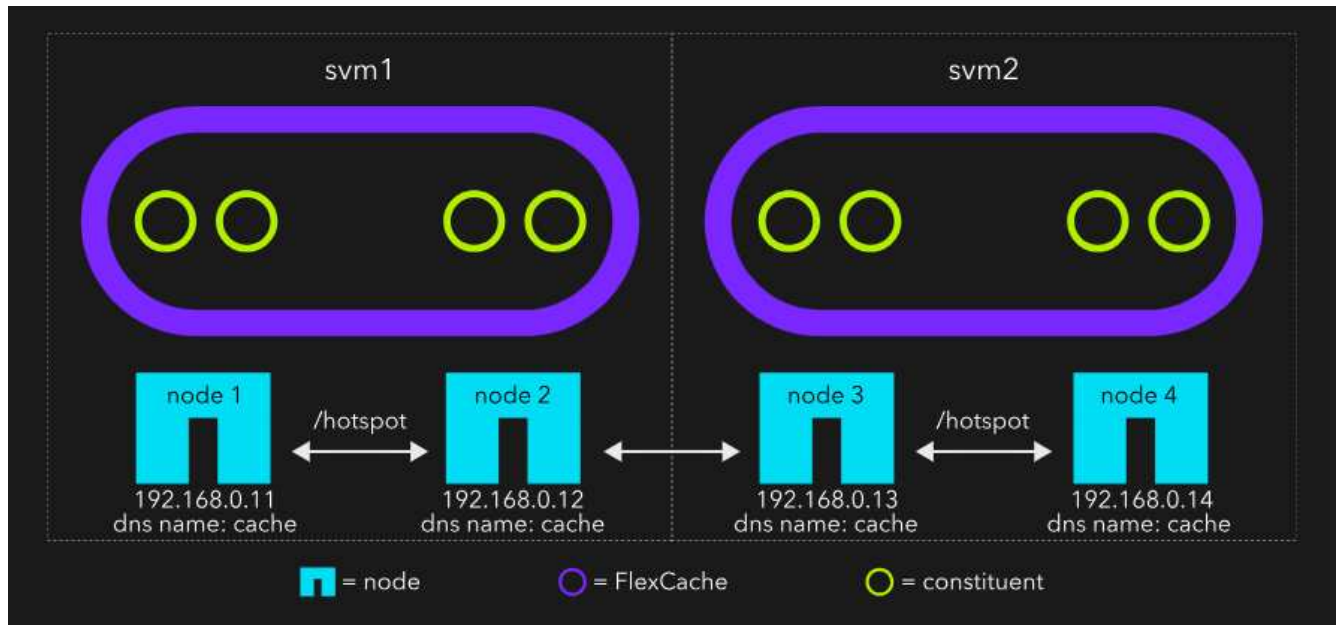 svm1
svm2
node 1
node 2
node 3
node 4
/hotspot
/hotspot
192.168.0.11
dns name: cache
192.168.0.12
dns name: cache
192.168.0.13
dns name: cache
192.168.0.14
dns name: cache
= node
= FlexCache
= constituent